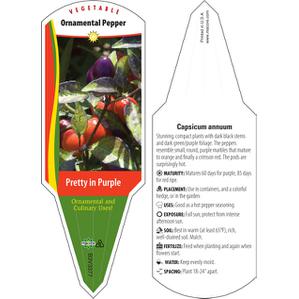 VEGETABLE
Ornamental Pepper
Pretty in Purple
Ornamental and
Culinary Uses!
Printed in U.S.A.
Capsicum annuum
Stunning, compact plants with dark black stems
and dark green/purple foliage. The peppers
resemble small, round, purple marbles that mature
to orange and finally a crimson red. The pods are
surprisingly hot.
MATURITY: Matures 60 days for purple, 85 days
for red ripe.
PLACEMENT: Use its containers, and a colorful
hedge, or in the garden
USES: Good as a hot pepper seasoning.
EXPOSURE: Full sun, protect from intense
afternoon sun.
SOIL: Best in warm (at least 65°F), rich,
well-drained soil. Mulch.
FERTILIZE: Feed when planting and again when
flowers start.
WATER: Keep evenly moist.
SPACING: Plant 18-24" apart.